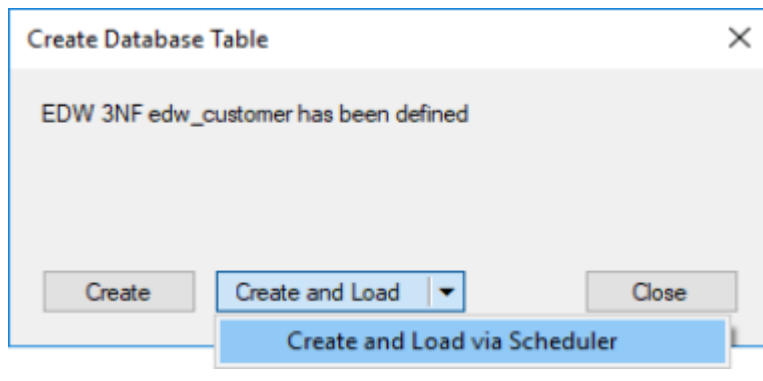 Create Database Table
EDW 3NF edw_customer has been defined
Create Create and Load Close
Create and Load via Scheduler